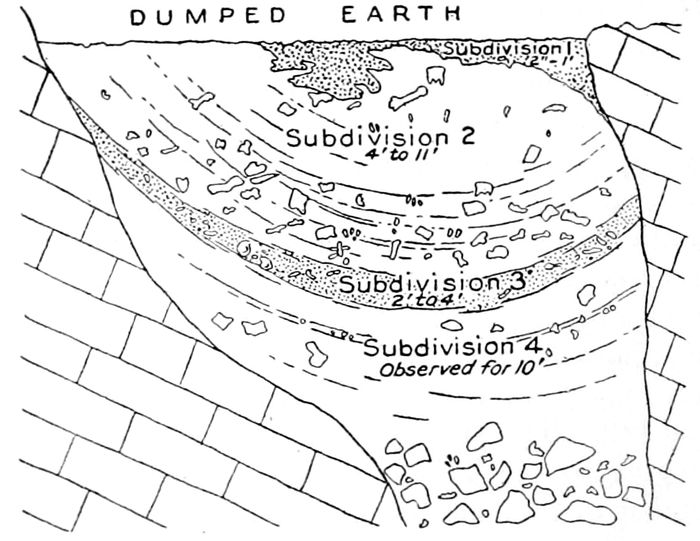 DUMPED EARTH
Subdivision 1
2"-1'
Subdivision 2
4' to 11'
Subdivision 3
2' to 4'
Subdivision 4
Observed for 10'